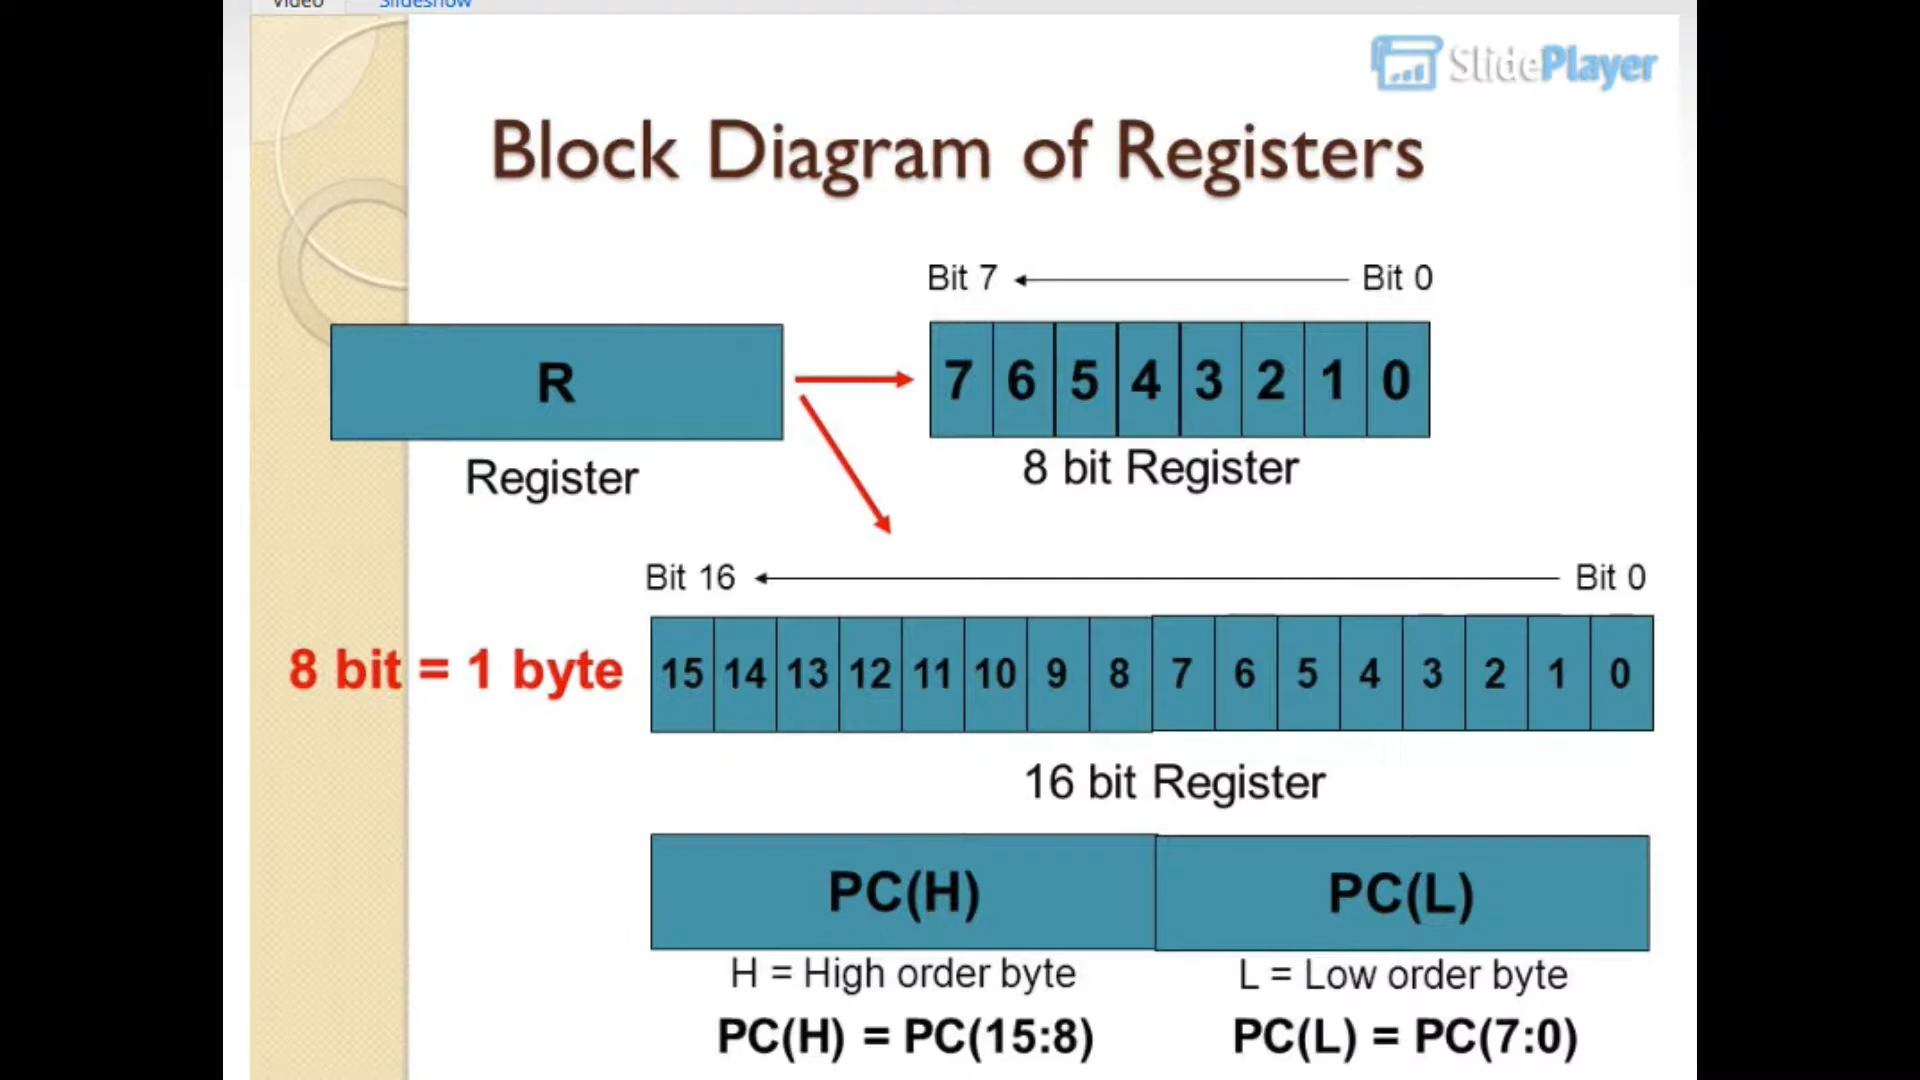 Video Slideshow
SlidePlayer
Block Diagram of Registers
Bit 7 Bit 0
R
7 6 5 4 3 2 1 0
Register
8 bit Register
Bit 16 Bit 0
8 bit = 1 byte
15 14 13 12 11 10 9 8 7 6 5 4 3 2 1 0
16 bit Register
PC(H) PC(L)
H = High order byte L = Low order byte
PC(H) = PC(15:8) PC(L) = PC(7:0)